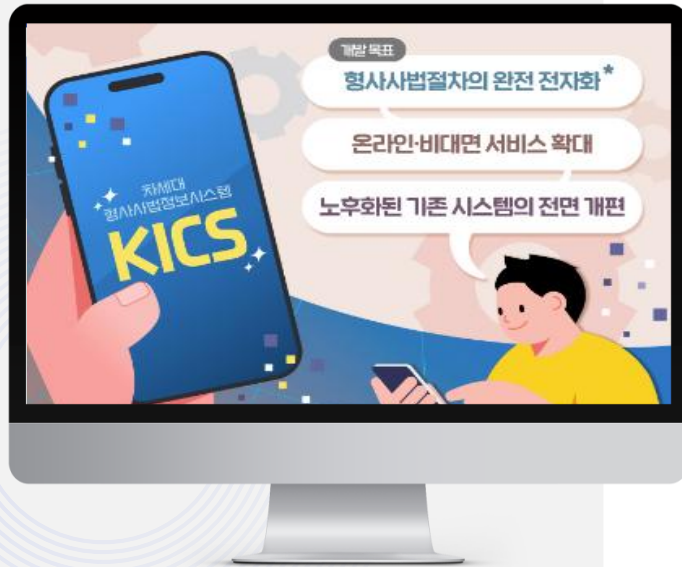 개발 목표
형사사법절차의 완전 전자화*
온라인·비대면 서비스 확대
노후화된 기존 시스템의 전면 개편
차세대
형사사법정보시스템
KICS